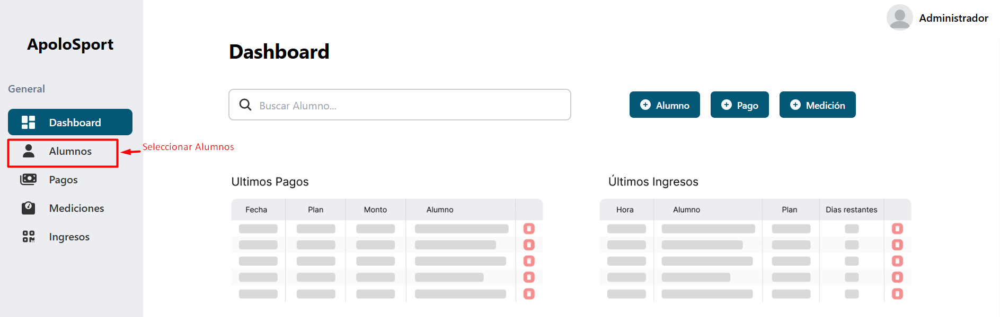 Administrador
ApoloSport
Dashboard
General
Buscar Alumno...
Alumno
Pago
Medición
Dashboard
Alumnos
Seleccionar Alumnos
Pagos
Mediciones
Ingresos
Ultimos Pagos
Fecha Plan Monto Alumno
Últimos Ingresos
Hora Alumno Plan Dias restantes